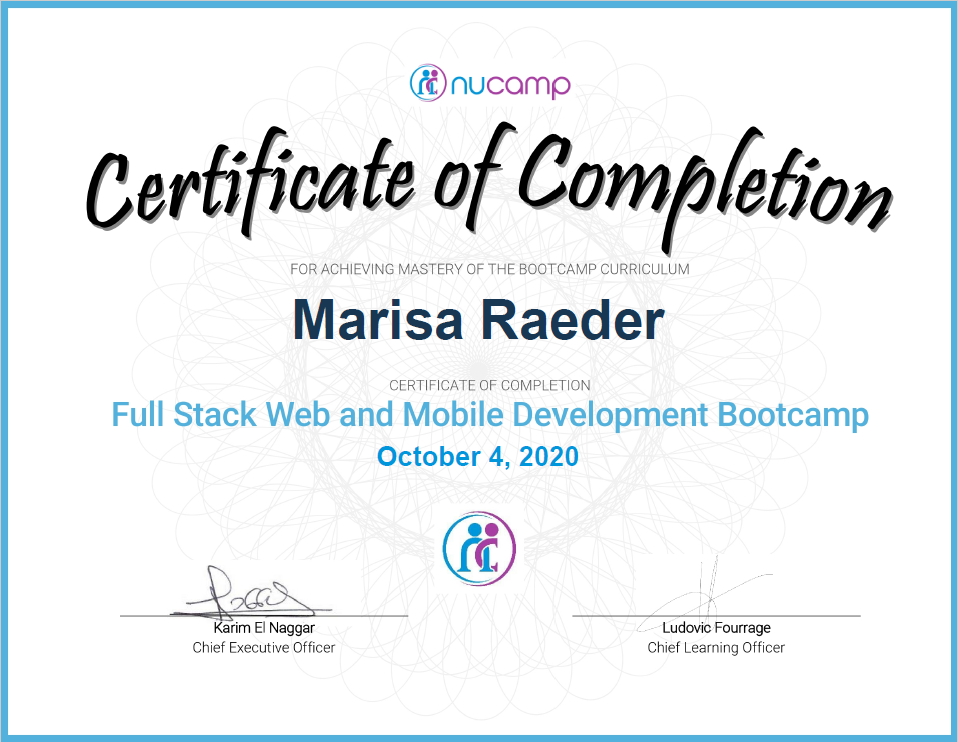 nucamp
Certificate of Completion
FOR ACHIEVING MASTERY OF THE BOOTCAMP CURRICULUM
Marisa Raeder
CERTIFICATE OF COMPLETION
Full Stack Web and Mobile Development Bootcamp
October 4, 2020
Karim El Naggar
Chief Executive Officer
Ludovic Fourrage
Chief Learning Officer